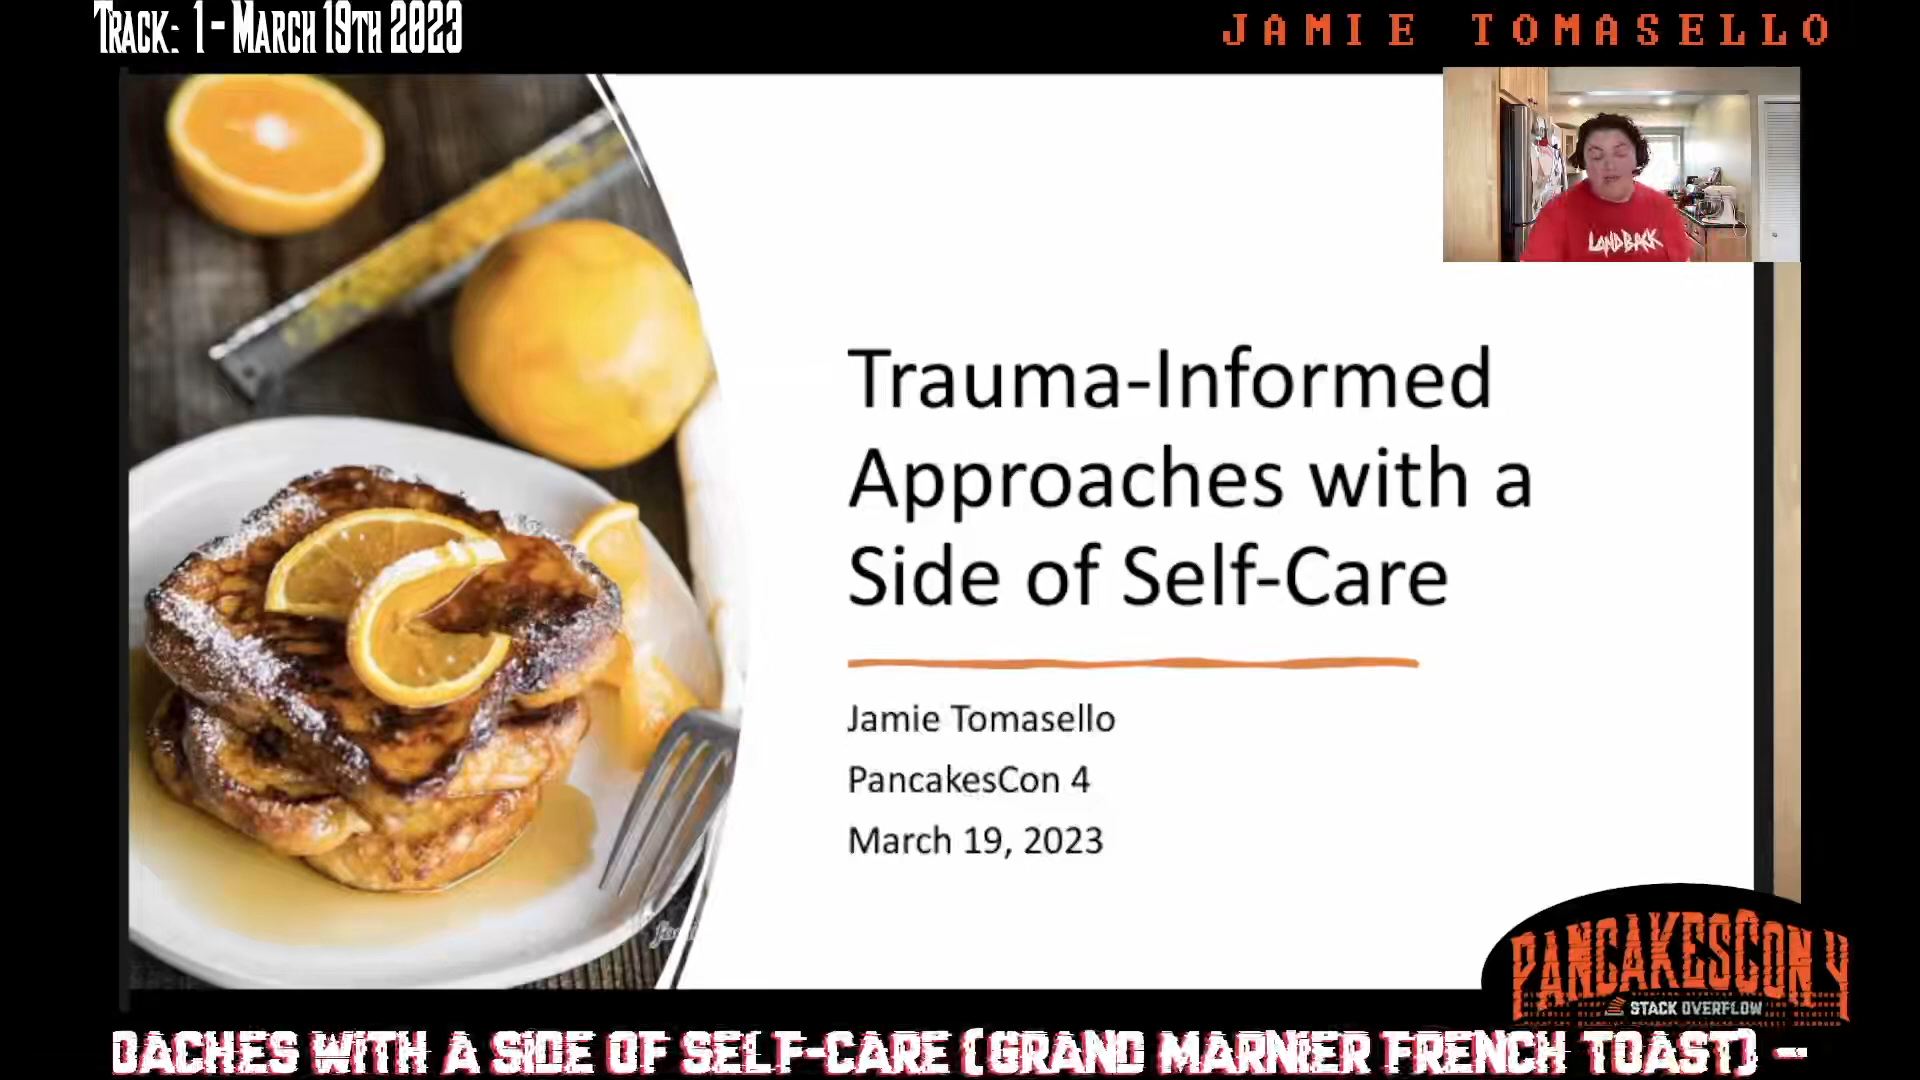 TRACK: 1 - MARCH 19TH 2023
JAMIE TOMASELLO
LANDBACK
Trauma-Informed
Approaches with a
Side of Self-Care
Jamie Tomasello
PancakesCon 4
March 19, 2023
PANCAKESCON 4
STACK OVERFLOW
OACHES WITH A SIDE OF SELF-CARE (GRAND MARNIER FRENCH TOAST) --